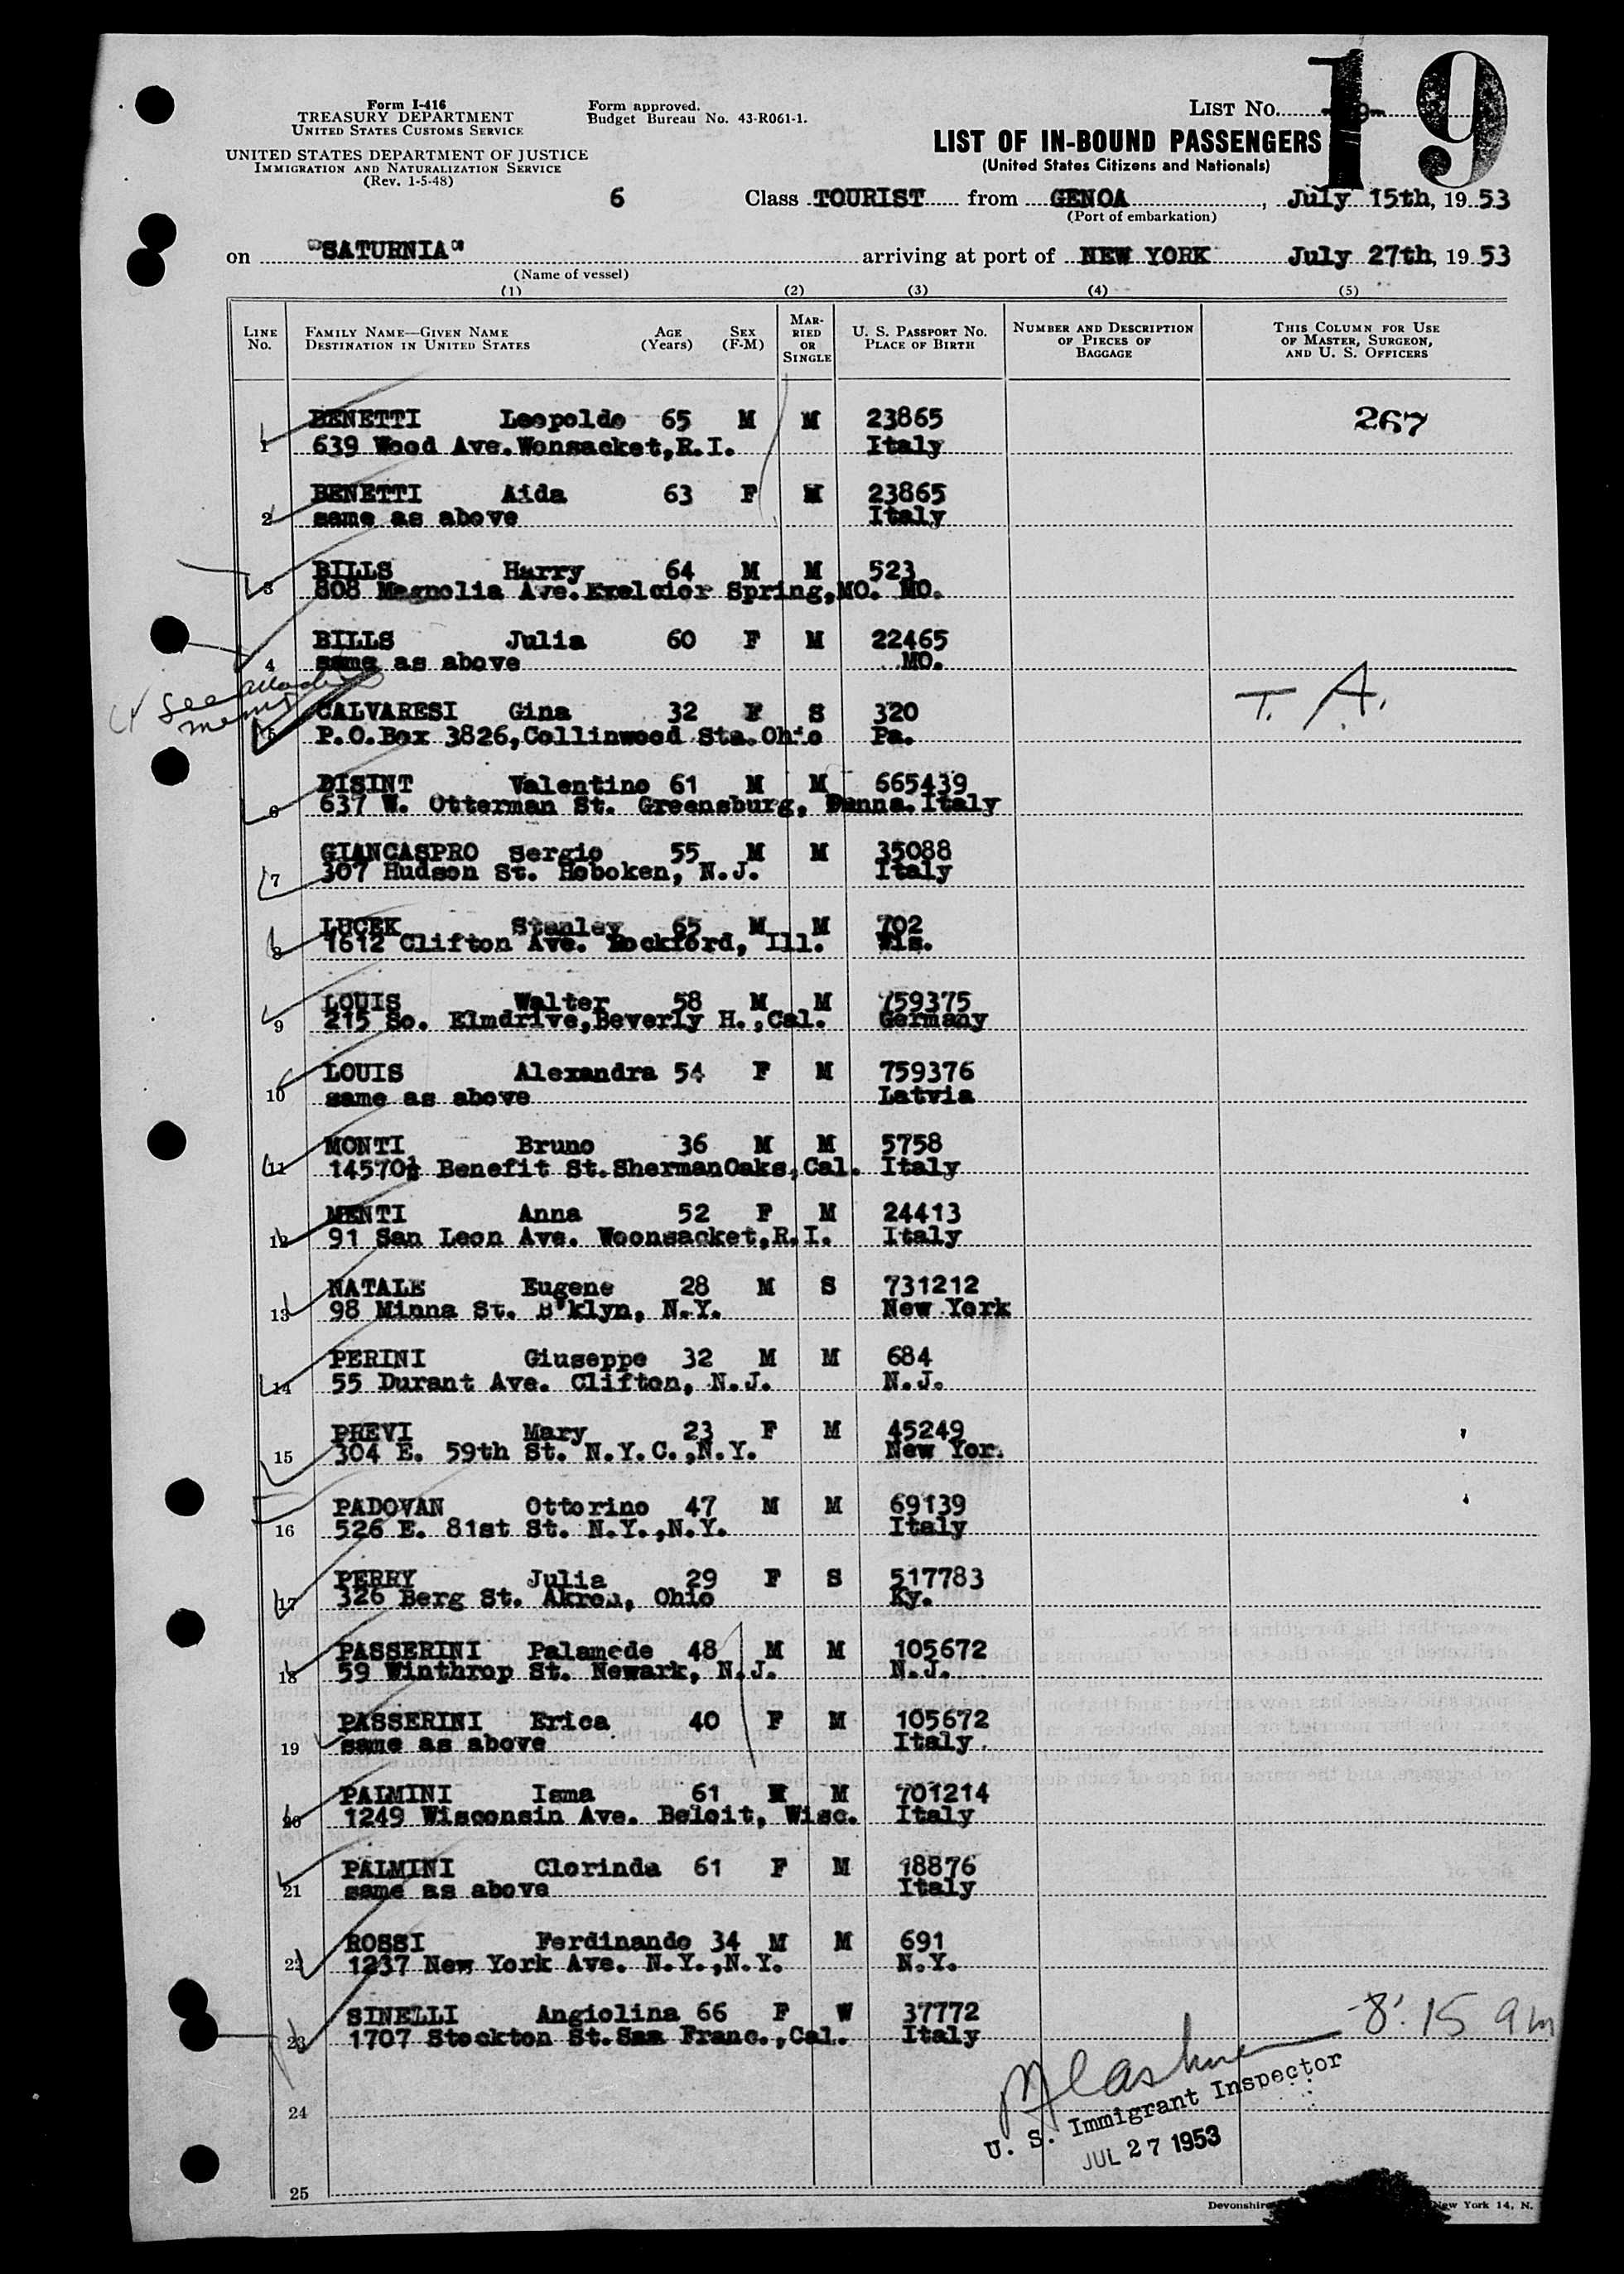 19
Form I-416
TREASURY DEPARTMENT
UNITED STATES CUSTOMS SERVICE
UNITED STATES DEPARTMENT OF JUSTICE
IMMIGRATION AND NATURALIZATION SERVICE
(Rev. 1-5-48)
Form approved.
Budget Bureau No. 43-R061-1.
LIST NO.
LIST OF IN-BOUND PASSENGERS
(United States Citizens and Nationals)
6 Class TOURIST from GENOA, July 15th, 1953
(Port of embarkation)
on "SATURNIA" arriving at port of NEW YORK July 27th, 1953
(Name of vessel)
(1) (2) (3) (4) (5)
LINE NO. FAMILY NAME—GIVEN NAME DESTINATION IN UNITED STATES AGE (Years) SEX (F-M) MARRIED OR SINGLE U. S. PASSPORT NO. PLACE OF BIRTH NUMBER AND DESCRIPTION OF PIECES OF BAGGAGE THIS COLUMN FOR USE OF MASTER, SURGEON, AND U. S. OFFICERS
BENETTI Leopoldo 65 M M 23865 267
1 639 Wood Ave.Wonsacket,R.I. Italy
BENETTI Aida 63 F M 23865
2 same as above Italy
BILLS Harry 64 M M 523
3 808 Magnolia Ave.Exelcior Spring,MO. MO.
BILLS Julia 60 F M 22465
4 same as above MO.
See attached memo
CALVARESI Gina 32 F S 320 T. A.
5 P.O.Box 3826,Collinwood Sta.Ohio Pa.
DISINT Valentino 61 M M 665439
6 637 W. Otterman St. Greensburg, Penna. Italy
GIANCASPRO Sergio 55 M M 35088
7 307 Hudson St. Hoboken, N.J. Italy
LUCEK Stanley 65 M M 702
8 1612 Clifton Ave. Rockford, Ill. Wis.
LOUIS Walter 58 M M 759375
9 215 So. Elmdrive,Beverly H.,Cal. Germany
LOUIS Alexandra 54 F M 759376
10 same as above Latvia
MONTI Bruno 36 M M 5758
11 14570½ Benefit St.ShermanOaks,Cal. Italy
MENTI Anna 52 F M 24413
12 91 San Leon Ave. Woonsacket,R.I. Italy
NATALE Eugene 28 M S 731212
13 98 Minna St. B'klyn, N.Y. New York
PERINI Giuseppe 32 M M 684
14 55 Durant Ave. Clifton, N.J. N.J.
PREVI Mary 23 F M 45249
15 304 E. 59th St. N.Y.C.,N.Y. New Yor.
PADOVAN Ottorino 47 M M 69139
16 526 E. 81st St. N.Y.,N.Y. Italy
PERRY Julia 29 F S 517783
17 326 Berg St. Akron, Ohio Ky.
PASSERINI Palamede 48 M M 105672
18 59 Winthrop St. Newark, N.J. N.J.
PASSERINI Erica 40 F M 105672
19 same as above Italy
PALMINI Isma 61 M M 701214
20 1249 Wisconsin Ave. Beloit, Wisc. Italy
PALMINI Clorinda 61 F M 18876
21 same as above Italy
ROSSI Ferdinando 34 M M 691
22 1237 New York Ave. N.Y.,N.Y. N.Y.
SINELLI Angiolina 66 F W 37772
23 1707 Stockton St.San Franc.,Cal. Italy
8:15 am
U. S. Immigrant Inspector
24
JUL 27 1953
25
Devonshire
New York 14, N.